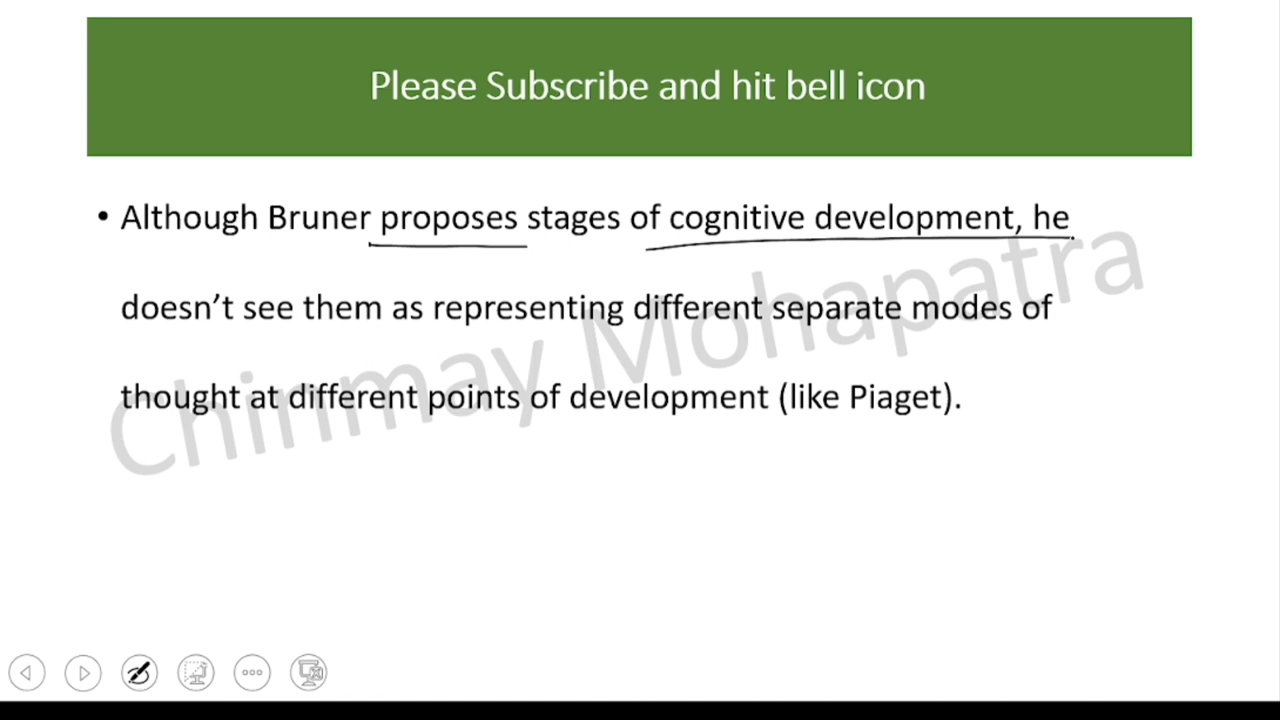 Please Subscribe and hit bell icon
• Although Bruner proposes stages of cognitive development, he
doesn’t see them as representing different separate modes of
thought at different points of development (like Piaget).
Chinmay Mohapatra